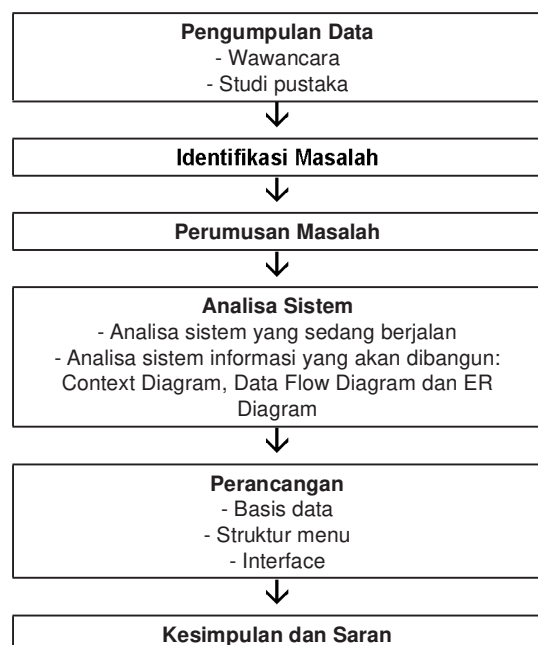 Pengumpulan Data
- Wawancara
- Studi pustaka
Identifikasi Masalah
Perumusan Masalah
Analisa Sistem
- Analisa sistem yang sedang berjalan
- Analisa sistem informasi yang akan dibangun:
Context Diagram, Data Flow Diagram dan ER
Diagram
Perancangan
- Basis data
- Struktur menu
- Interface
Kesimpulan dan Saran